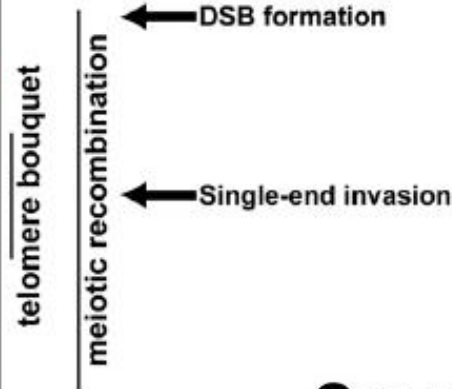 DSB formation
telomere bouquet
meiotic recombination
Single-end invasion